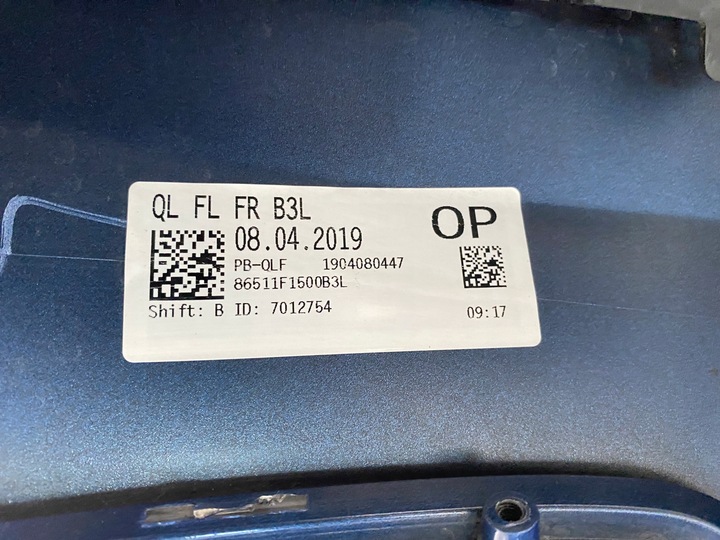 QL FL FR B3L
OP
08.04.2019
PB-QLF 1904080447
86511F1500B3L
Shift: B ID: 7012754
09:17